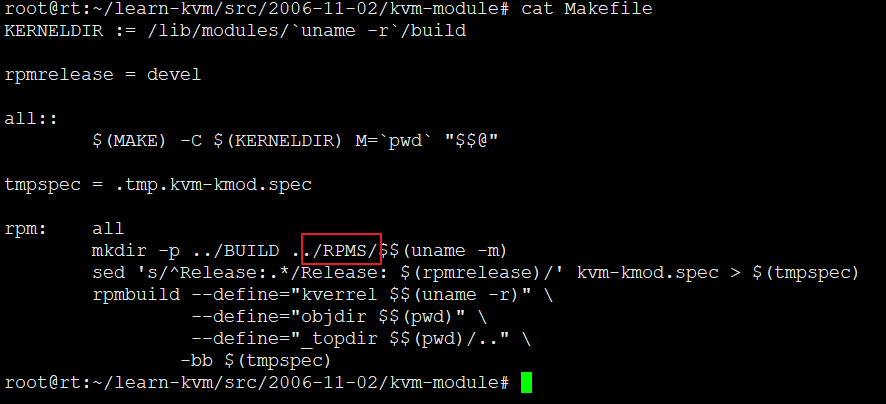 root@rt:~/learn-kvm/src/2006-11-02/kvm-module# cat Makefile
KERNELDIR := /lib/modules/`uname -r`/build
rpmrelease = devel
all::
$(MAKE) -C $(KERNELDIR) M=`pwd` "$$@"
tmpspec = .tmp.kvm-kmod.spec
rpm:    all
mkdir -p ../BUILD ../RPMS/$$(uname -m)
sed 's/^Release:.*/Release: $(rpmrelease)/' kvm-kmod.spec > $(tmpspec)
rpmbuild --define="kverrel $$(uname -r)" \
--define="objdir $$(pwd)" \
--define="_topdir $$(pwd)/.." \
-bb $(tmpspec)
root@rt:~/learn-kvm/src/2006-11-02/kvm-module#